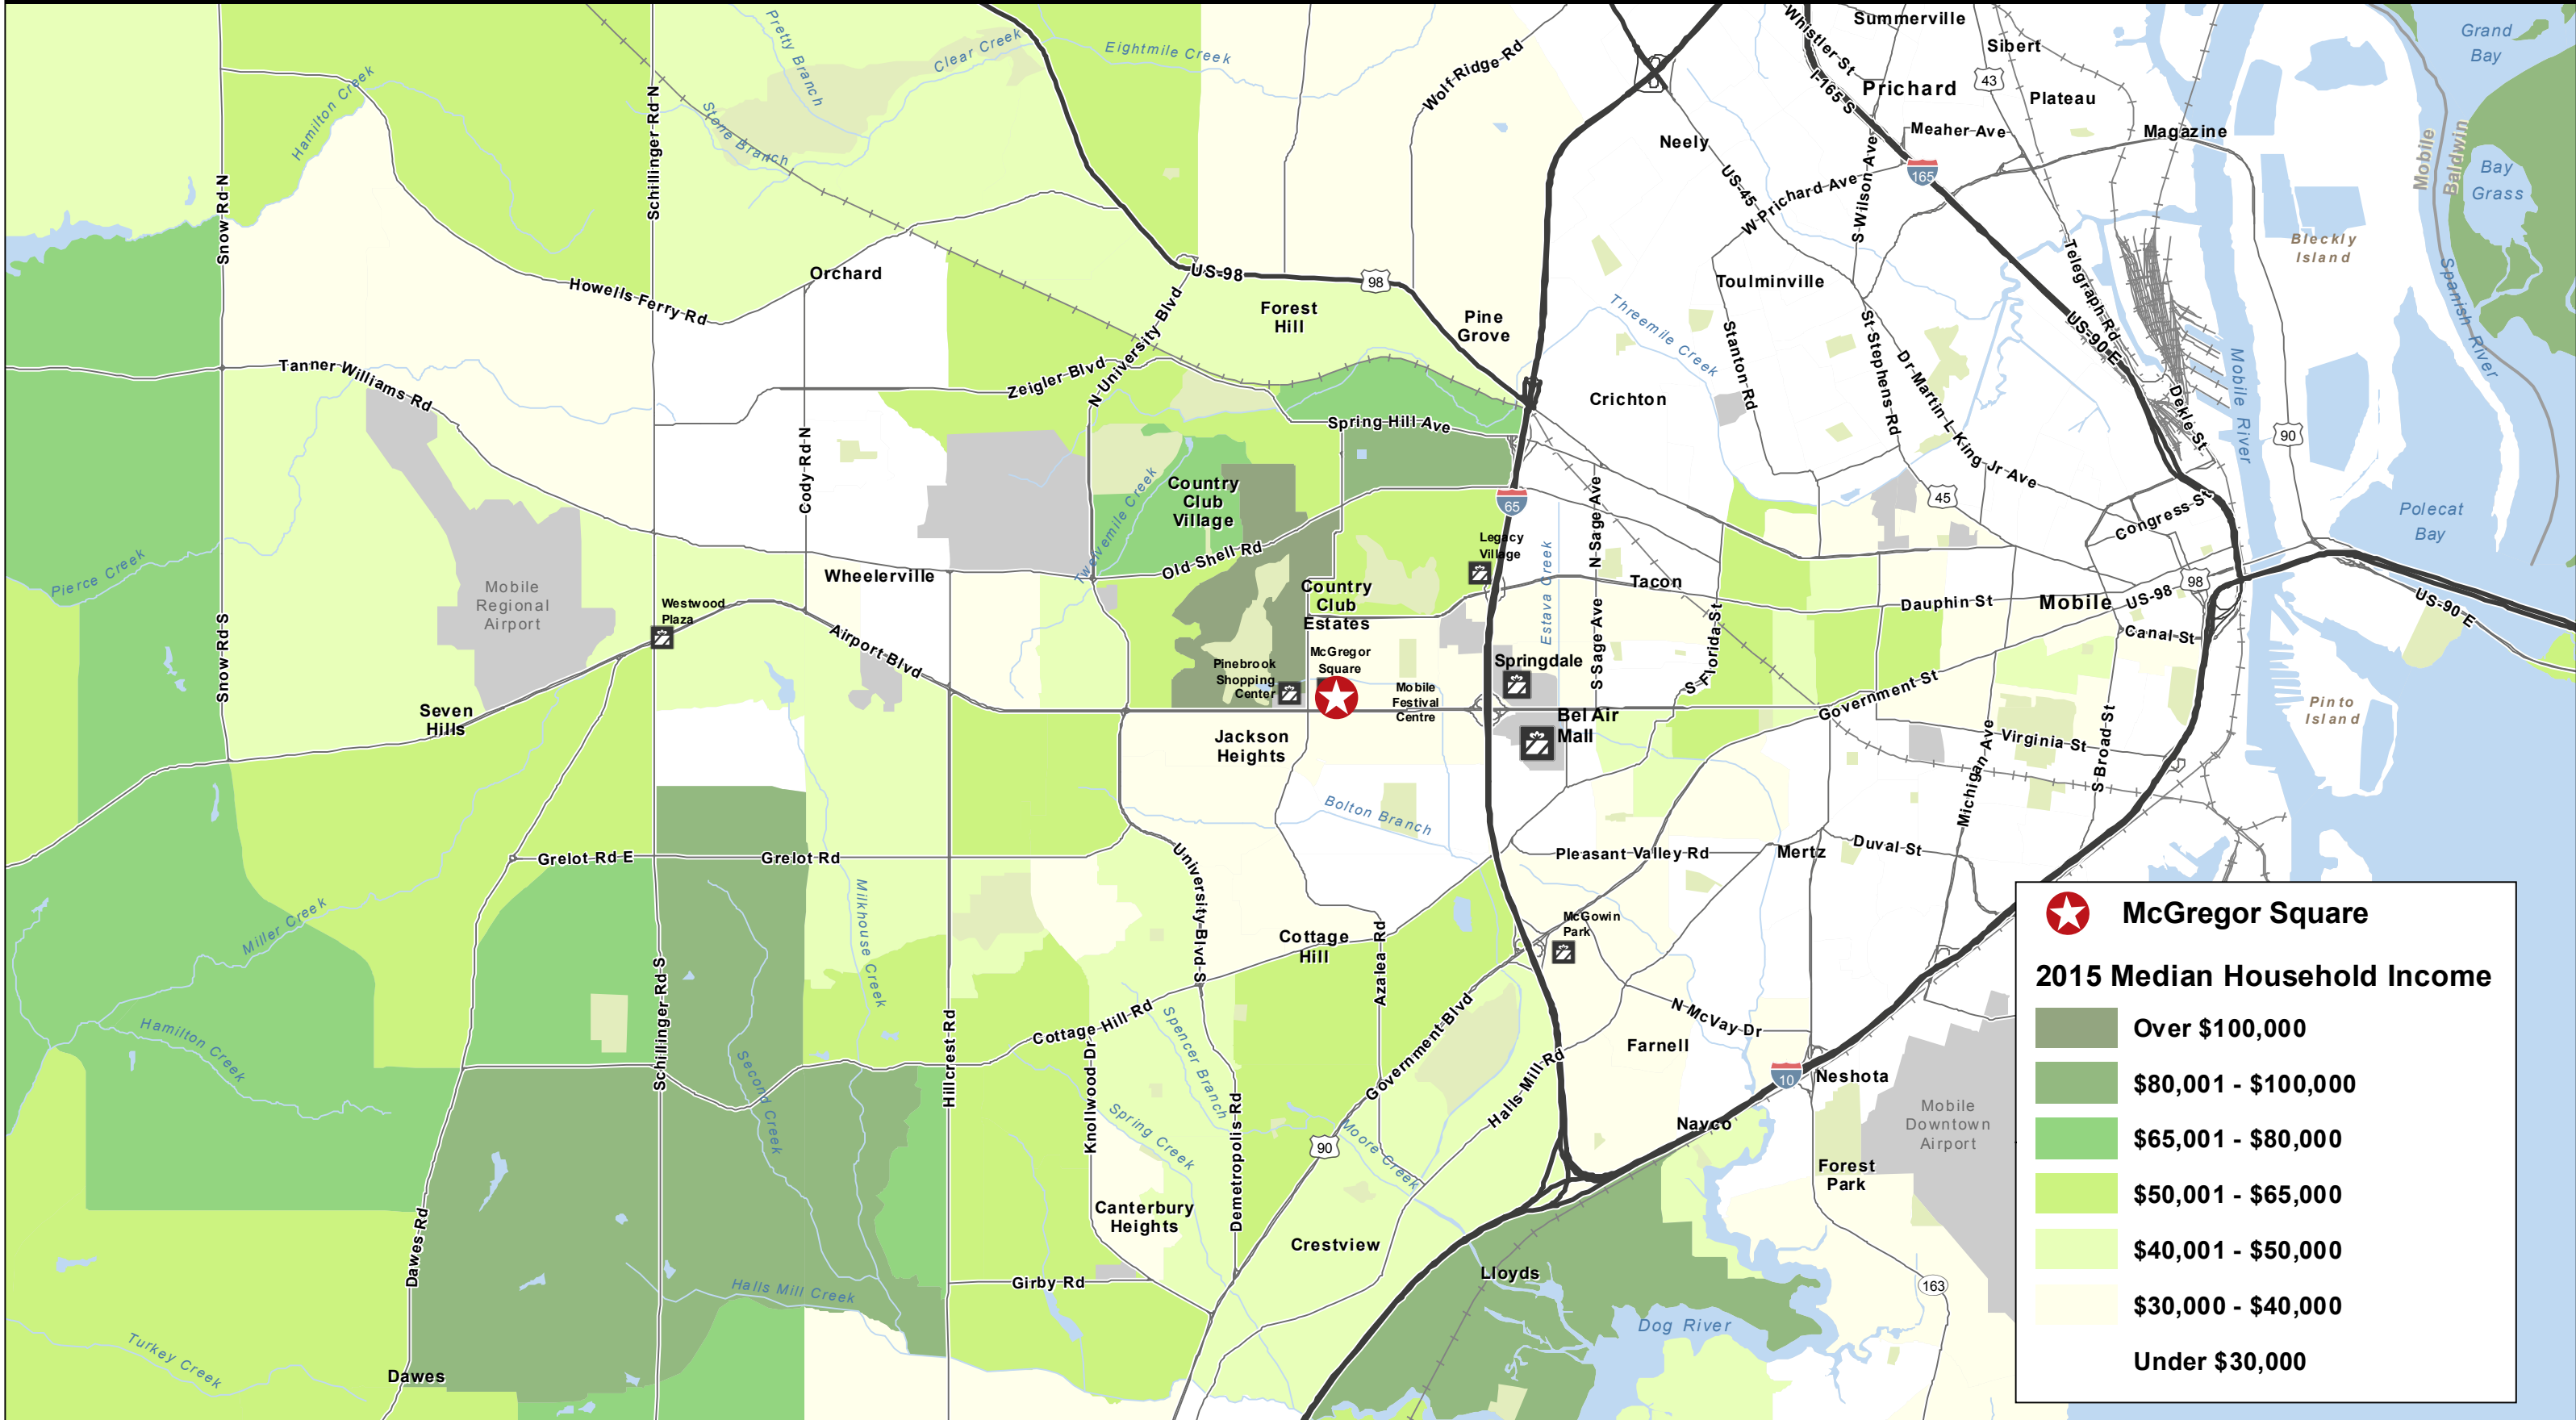 Summerville
Whistler St
Sibert
Grand
Bay
Pretty Branch
Clear Creek
Eightmile Creek
Wolf Ridge Rd
I-165 S
43
Prichard
Plateau
Hamilton Creek
Schillinger Rd N
Stone Branch
Neely
Meaher Ave
Magazine
Mobile
Baldwin
Bay
Grass
Snow Rd N
US-45
W Prichard Ave
S Wilson Ave
165
Bleckly
Island
Orchard
US-98
98
Toulminville
Telegraph Rd
Spanish River
Howells Ferry Rd
N University Blvd
Forest
Hill
Pine
Grove
Threemile Creek
Stanton Rd
St Stephens Rd
US-90 E
Tanner Williams Rd
Zeigler Blvd
Dr Martin L King Jr Ave
Mobile River
Crichton
Dekle St
Spring Hill Ave
90
Cody Rd N
Country
Club
Village
65
N Sage Ave
45
Congress St
Polecat
Bay
Twelvemile Creek
Old Shell Rd
Legacy
Village
Estava Creek
Pierce Creek
Wheelerville
Tacon
98
Mobile
Regional
Airport
Westwood
Plaza
Country
Club
Estates
Dauphin St
Mobile
US-98
US-90 E
Snow Rd S
Airport Blvd
S Sage Ave
S Florida St
Canal St
Pinebrook
Shopping
Center
McGregor
Square
Springdale
Mobile
Festival
Centre
Government St
Pinto
Island
Seven
Hills
Jackson
Heights
Bel Air
Mall
Virginia St
Michigan Ave
S Broad St
Bolton Branch
Grelot Rd E
Grelot Rd
Pleasant Valley Rd
Mertz
Duval St
University Blvd S
Milkhouse Creek
Miller Creek
McGowin
Park
Cottage
Hill
Azalea Rd
Schillinger Rd S
Hillcrest Rd
Cottage Hill Rd
Spencer Branch
Government Blvd
N McVay Dr
Hamilton Creek
Second Creek
Knollwood Dr
Farnell
Halls Mill Rd
10
Neshota
Mobile
Downtown
Airport
Spring Creek
Demetropolis Rd
90
Moore Creek
Navco
Forest
Park
Dawes Rd
Canterbury
Heights
Crestview
Girby Rd
Lloyds
163
Halls Mill Creek
Dog River
Turkey Creek
Dawes
McGregor Square
2015 Median Household Income
Over $100,000
$80,001 - $100,000
$65,001 - $80,000
$50,001 - $65,000
$40,001 - $50,000
$30,000 - $40,000
Under $30,000